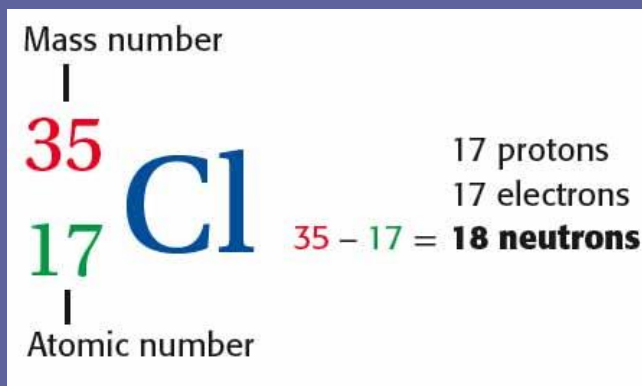 Mass number
35
17
Cl
17 protons
17 electrons
35 – 17 = 18 neutrons
Atomic number